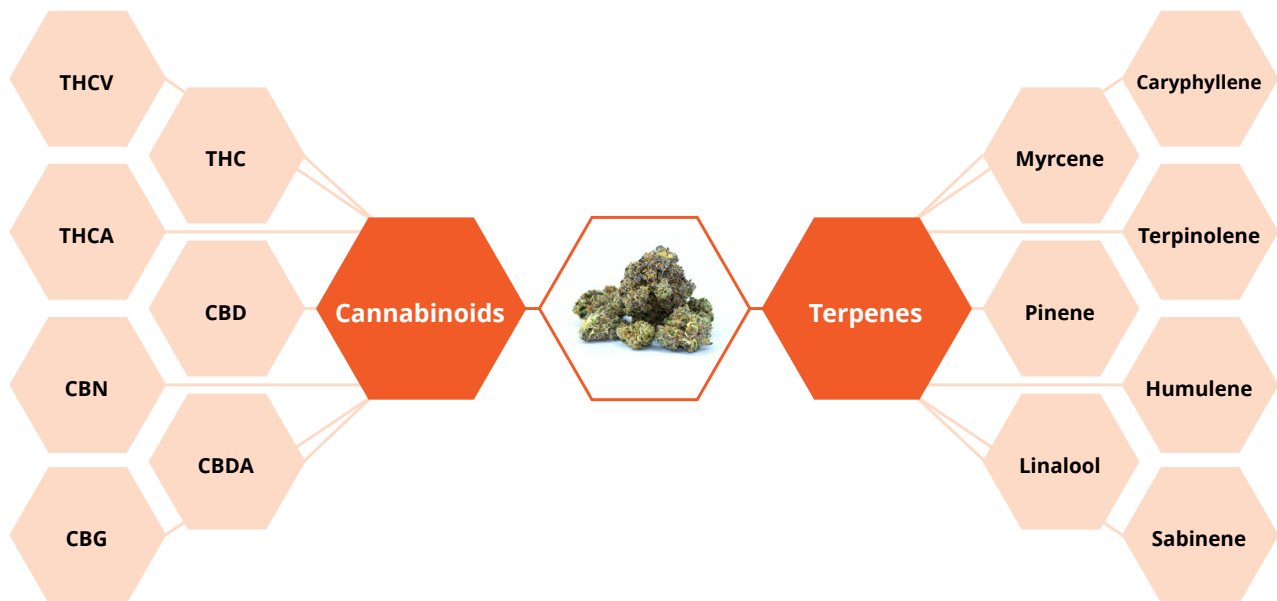 THCV
THC
THCA
CBD
CBN
CBDA
CBG
Cannabinoids
Terpenes
Caryphyllene
Myrcene
Terpinolene
Pinene
Humulene
Linalool
Sabinene